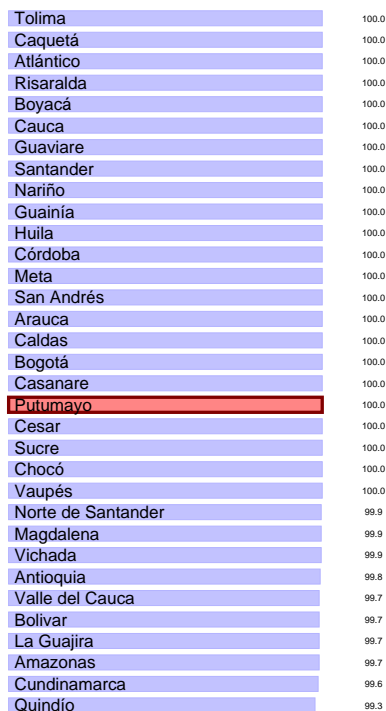 Tolima 100.0
Caquetá 100.0
Atlántico 100.0
Risaralda 100.0
Boyacá 100.0
Cauca 100.0
Guaviare 100.0
Santander 100.0
Nariño 100.0
Guainía 100.0
Huila 100.0
Córdoba 100.0
Meta 100.0
San Andrés 100.0
Arauca 100.0
Caldas 100.0
Bogotá 100.0
Casanare 100.0
Putumayo 100.0
Cesar 100.0
Sucre 100.0
Chocó 100.0
Vaupés 100.0
Norte de Santander 99.9
Magdalena 99.9
Vichada 99.9
Antioquia 99.8
Valle del Cauca 99.7
Bolivar 99.7
La Guajira 99.7
Amazonas 99.7
Cundinamarca 99.6
Quindío 99.3